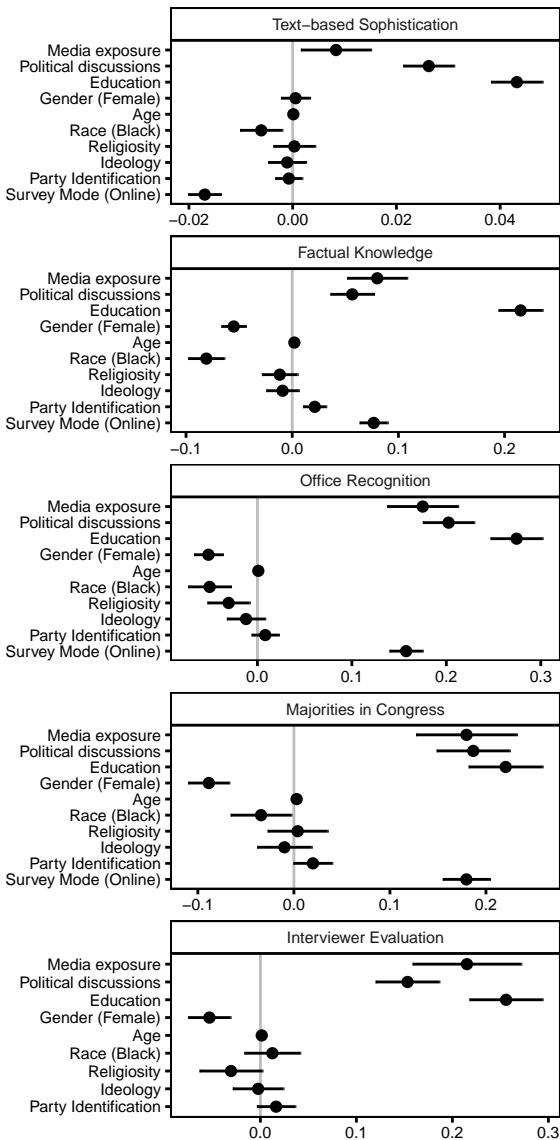 Text−based Sophistication
Media exposure
Political discussions
Education
Gender (Female)
Age
Race (Black)
Religiosity
Ideology
Party Identification
Survey Mode (Online)
−0.02 0.00 0.02 0.04
Factual Knowledge
Media exposure
Political discussions
Education
Gender (Female)
Age
Race (Black)
Religiosity
Ideology
Party Identification
Survey Mode (Online)
−0.1 0.0 0.1 0.2
Office Recognition
Media exposure
Political discussions
Education
Gender (Female)
Age
Race (Black)
Religiosity
Ideology
Party Identification
Survey Mode (Online)
0.0 0.1 0.2 0.3
Majorities in Congress
Media exposure
Political discussions
Education
Gender (Female)
Age
Race (Black)
Religiosity
Ideology
Party Identification
Survey Mode (Online)
−0.1 0.0 0.1 0.2
Interviewer Evaluation
Media exposure
Political discussions
Education
Gender (Female)
Age
Race (Black)
Religiosity
Ideology
Party Identification
0.0 0.1 0.2 0.3